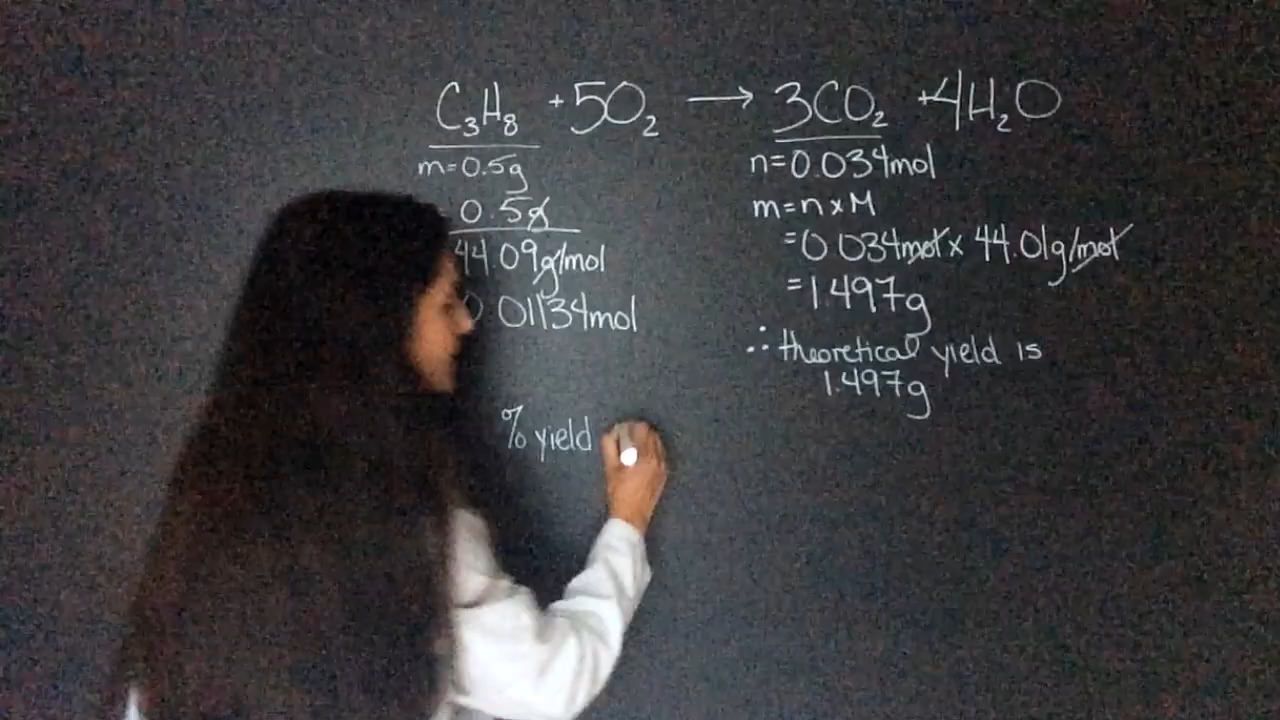 C₃H₈ + 5O₂ → 3CO₂ + 4H₂O
m=0.5g
0.5g
44.09g/mol
0.01134mol
n=0.034mol
m=n×M
=0.034mol × 44.01g/mol
=1.497g
∴ theoretical yield is
1.497g
% yield